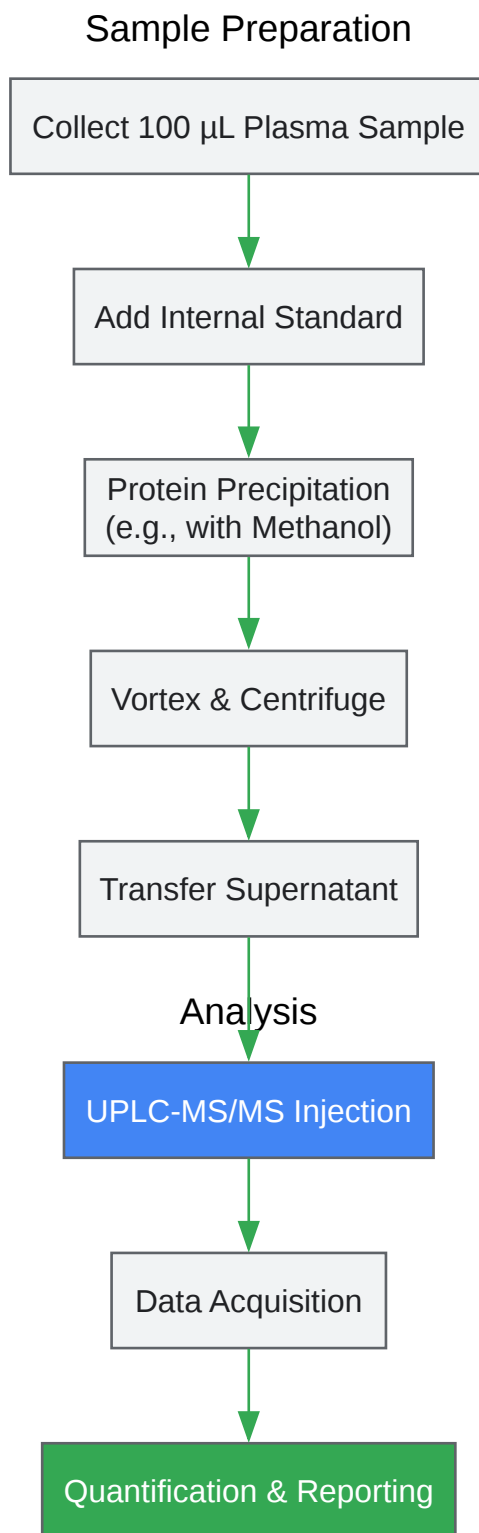 Sample Preparation
Collect 100 µL Plasma Sample
Add Internal Standard
Protein Precipitation
(e.g., with Methanol)
Vortex & Centrifuge
Transfer Supernatant
Analysis
UPLC-MS/MS Injection
Data Acquisition
Quantification & Reporting